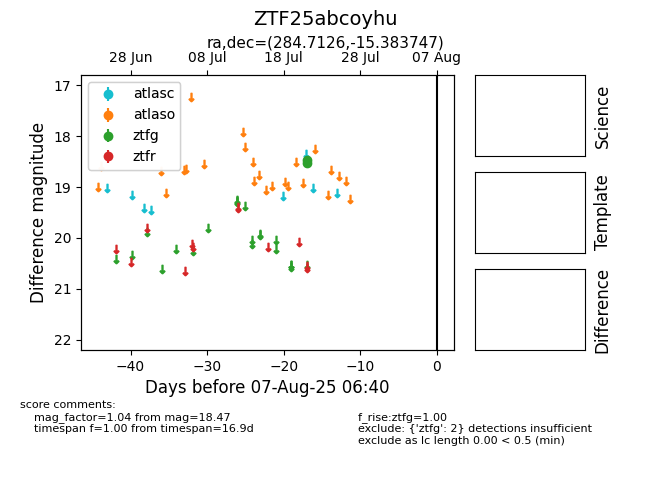 ZTF25abcoyhu
ra,dec=(284.7126,-15.383747)
28 Jun 08 Jul 18 Jul 28 Jul 07 Aug
atlasc
atlaso
ztfg
ztfr
17
18
19
20
21
22
Difference magnitude
−40 −30 −20 −10 0
Days before 07-Aug-25 06:40
Science
Template
Difference
score comments:
mag_factor=1.04 from mag=18.47
timespan f=1.00 from timespan=16.9d
f_rise:ztfg=1.00
exclude: {'ztfg': 2} detections insufficient
exclude as lc length 0.00 < 0.5 (min)